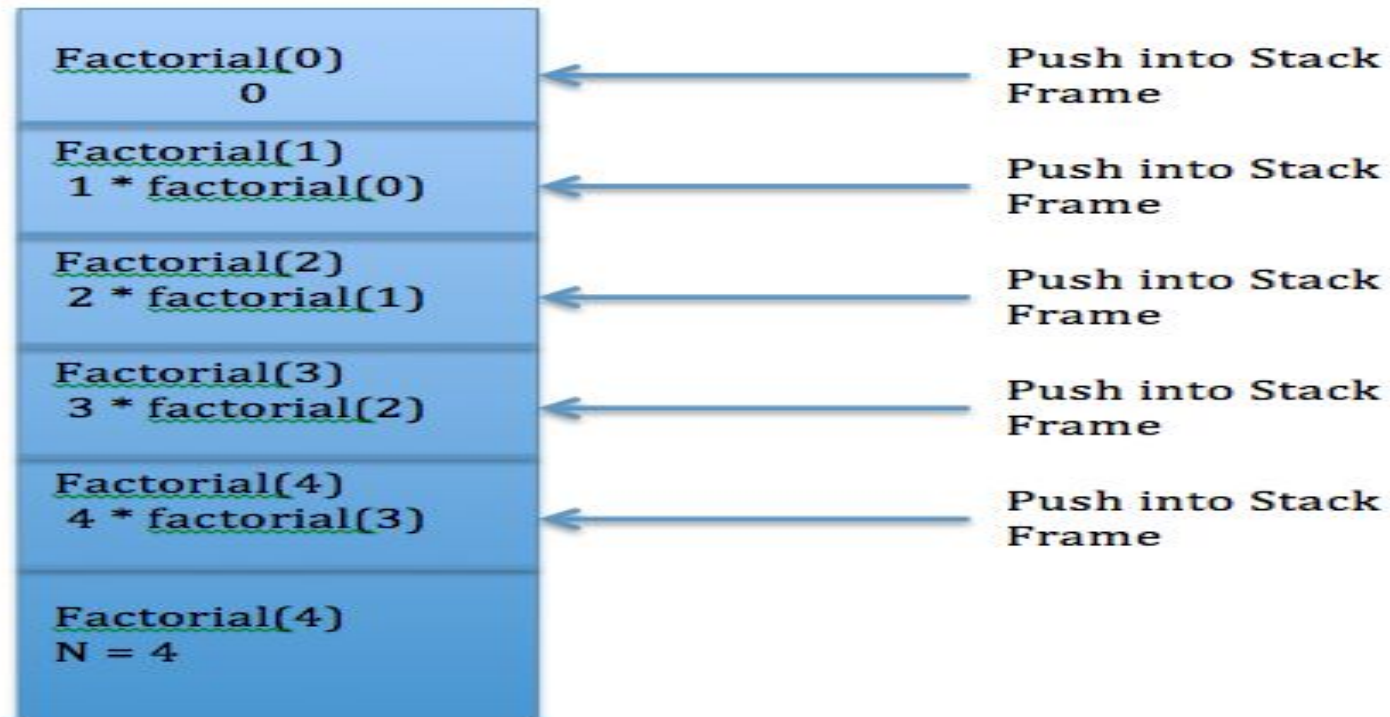 Factorial(0)
0
Push into Stack
Frame
Factorial(1)
1 * factorial(0)
Push into Stack
Frame
Factorial(2)
2 * factorial(1)
Push into Stack
Frame
Factorial(3)
3 * factorial(2)
Push into Stack
Frame
Factorial(4)
4 * factorial(3)
Push into Stack
Frame
Factorial(4)
N = 4